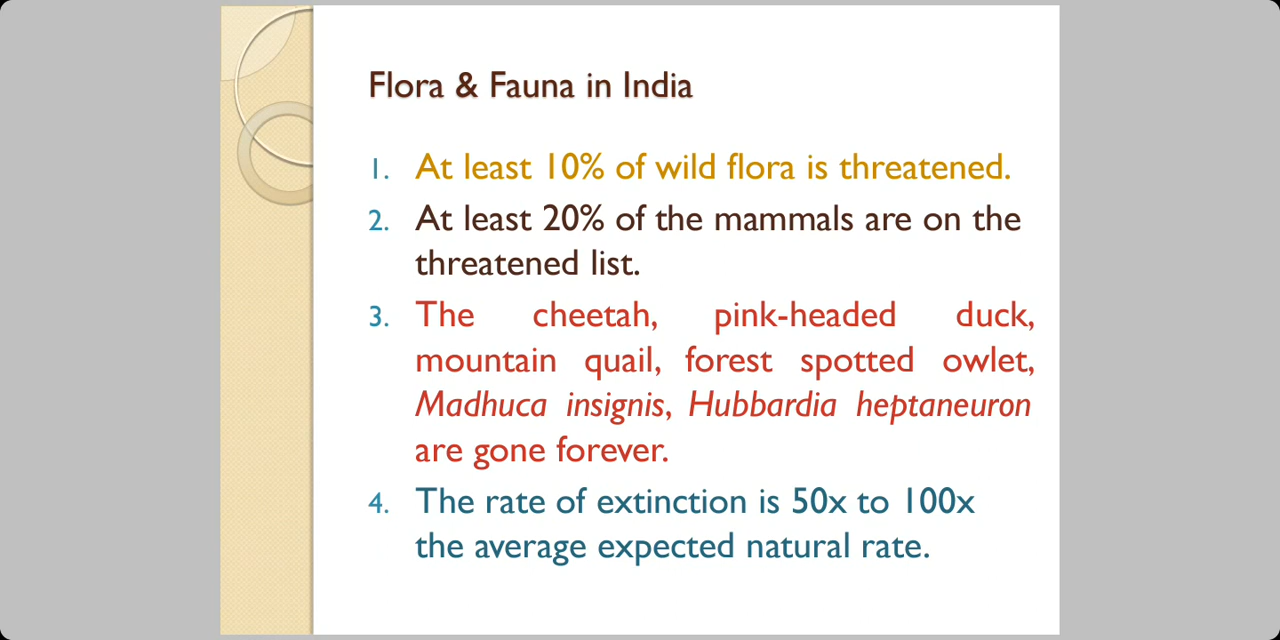 Flora & Fauna in India
1. At least 10% of wild flora is threatened.
2. At least 20% of the mammals are on the
threatened list.
3. The cheetah, pink-headed duck,
mountain quail, forest spotted owlet,
Madhuca insignis, Hubbardia heptaneuron
are gone forever.
4. The rate of extinction is 50x to 100x
the average expected natural rate.